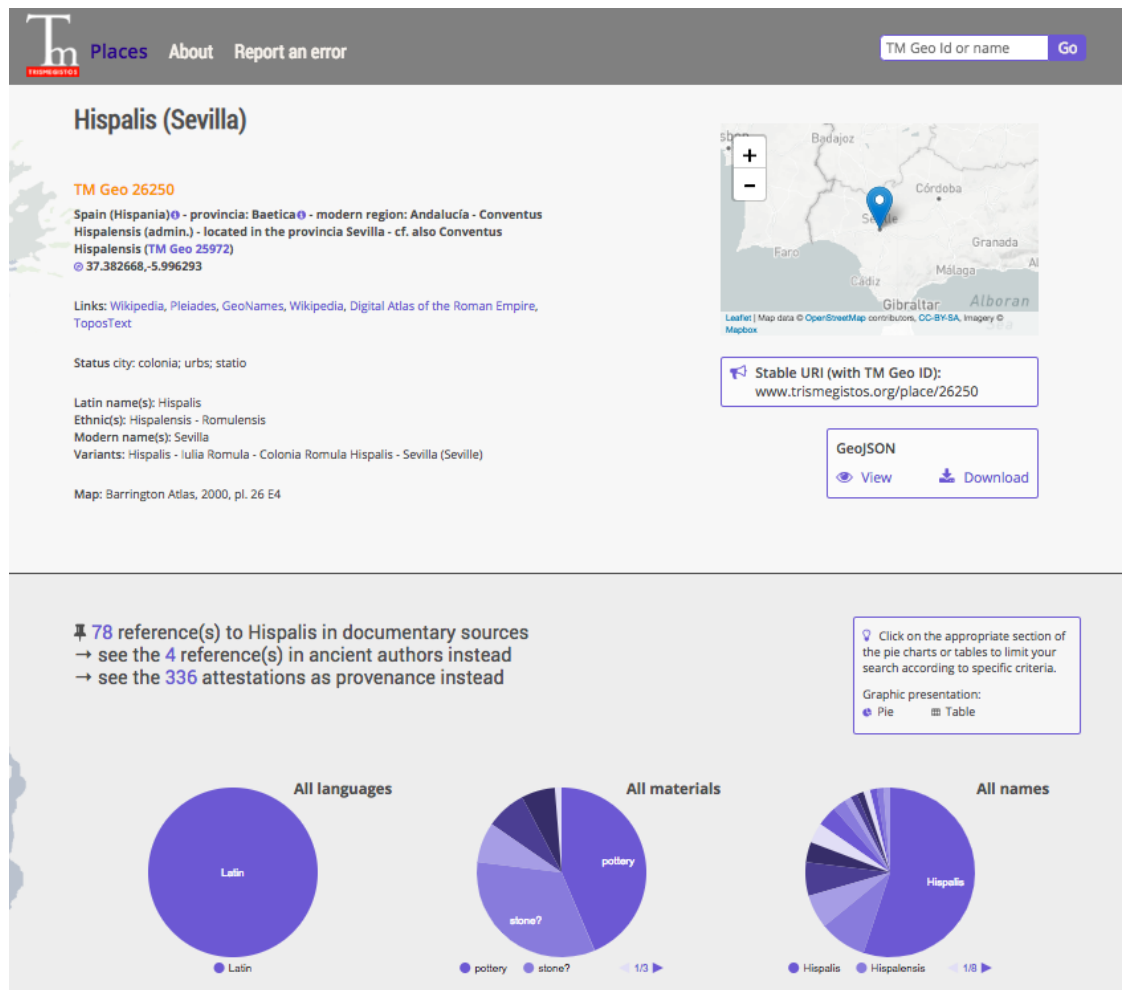 Tm
TRISMEGISTOS
Places About Report an error
TM Geo Id or name Go
Hispalis (Sevilla)
TM Geo 26250
Spain (Hispania) - provincia: Baetica - modern region: Andalucía - Conventus
Hispalensis (admin.) - located in the provincia Sevilla - cf. also Conventus
Hispalensis (TM Geo 25972)
37.382668,-5.996293
Links: Wikipedia, Pleiades, GeoNames, Wikipedia, Digital Atlas of the Roman Empire,
ToposText
Status city: colonia; urbs; statio
Latin name(s): Hispalis
Ethnic(s): Hispalensis - Romulensis
Modern name(s): Sevilla
Variants: Hispalis - Iulia Romula - Colonia Romula Hispalis - Sevilla (Seville)
Map: Barrington Atlas, 2000, pl. 26 E4
+
−
Badajoz
Córdoba
Faro
Granada
Málaga
Cádiz
Gibraltar
Alboran
Sea
Leaflet | Map data © OpenStreetMap contributors, CC-BY-SA, Imagery ©
Mapbox
Stable URI (with TM Geo ID):
www.trismegistos.org/place/26250
GeoJSON
View Download
78 reference(s) to Hispalis in documentary sources
→ see the 4 reference(s) in ancient authors instead
→ see the 336 attestations as provenance instead
Click on the appropriate section of
the pie charts or tables to limit your
search according to specific criteria.
Graphic presentation:
Pie Table
All languages
Latin
Latin
All materials
pottery
stone?
pottery stone? 1/3
All names
Hispalis
Hispalis Hispalensis 1/8